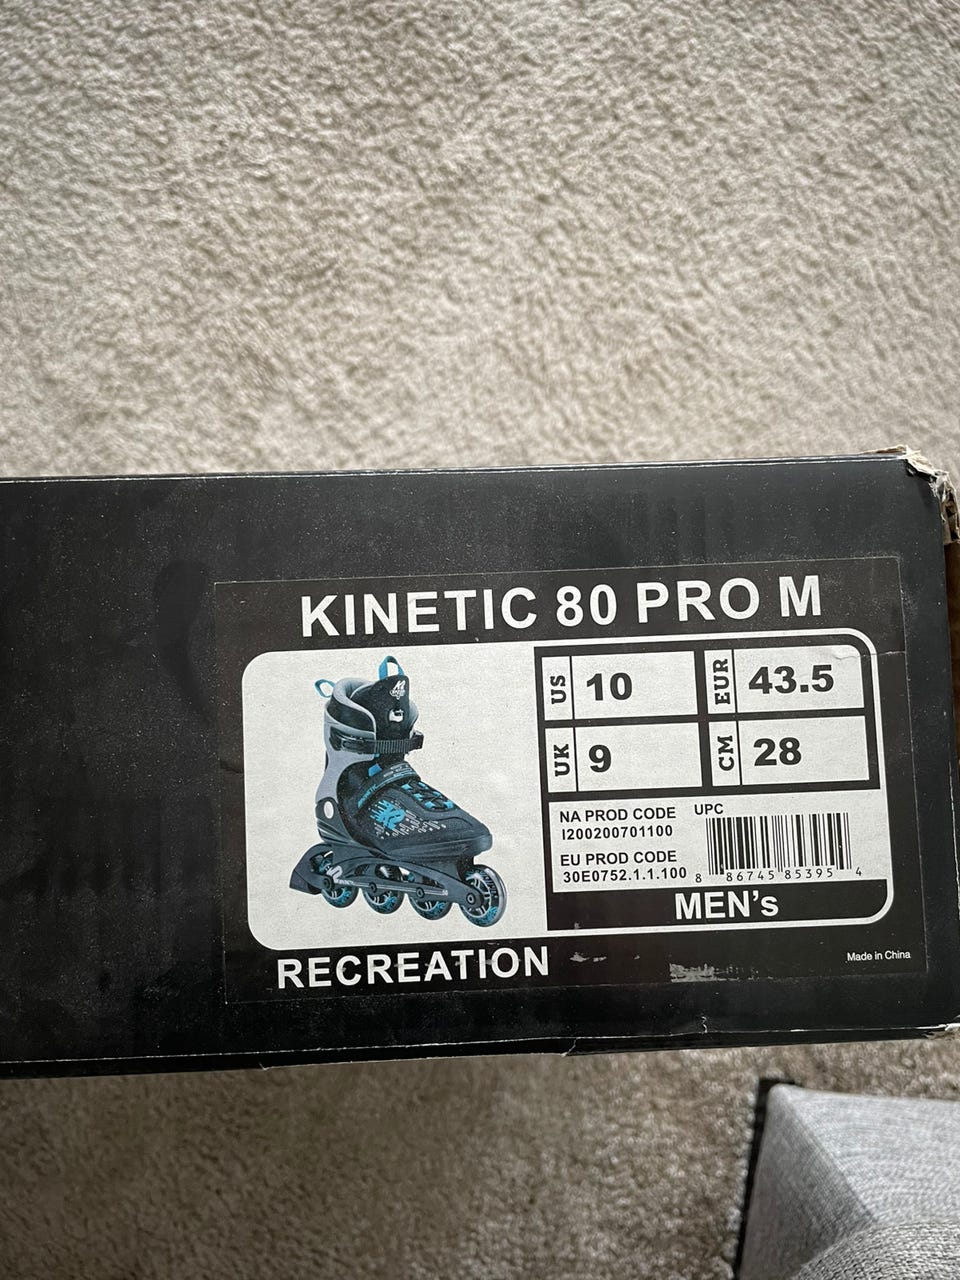 KINETIC 80 PRO M
US 10 EUR 43.5
UK 9 CM 28
NA PROD CODE UPC
I200200701100
EU PROD CODE
30E0752.1.1.100 8 86745 85395 4
MEN's
RECREATION
Made in China